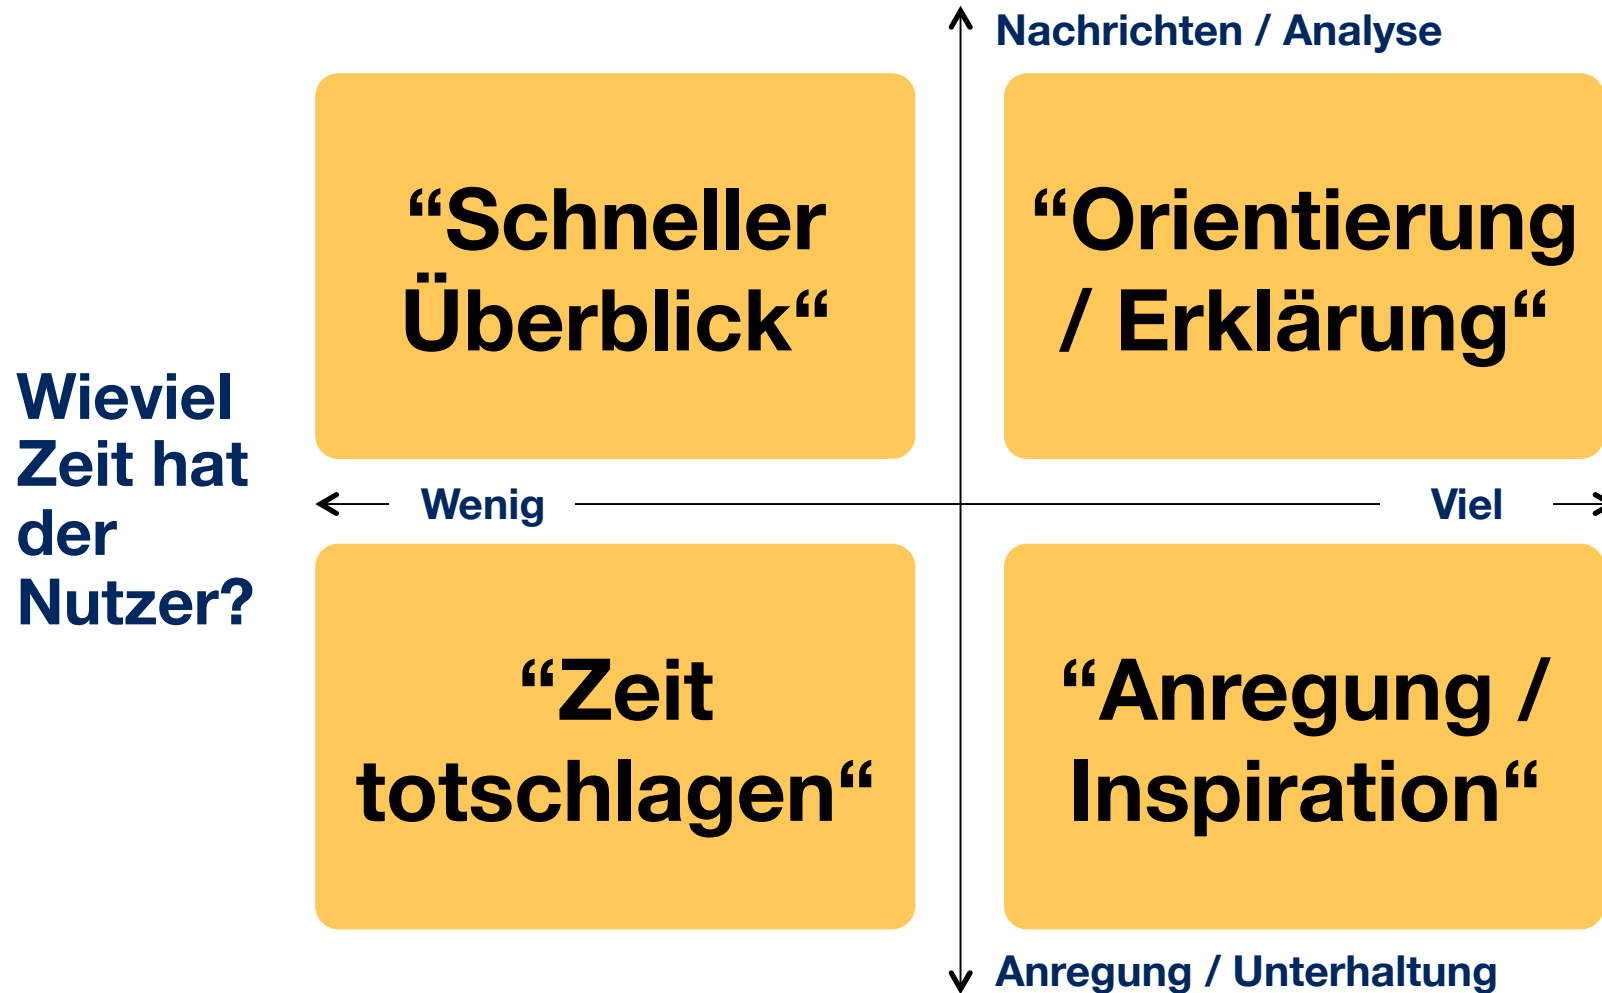 Nachrichten / Analyse
“Schneller
Überblick“
“Orientierung
/ Erklärung“
Wieviel
Zeit hat
der
Nutzer?
Wenig
Viel
“Zeit
totschlagen“
“Anregung /
Inspiration“
Anregung / Unterhaltung